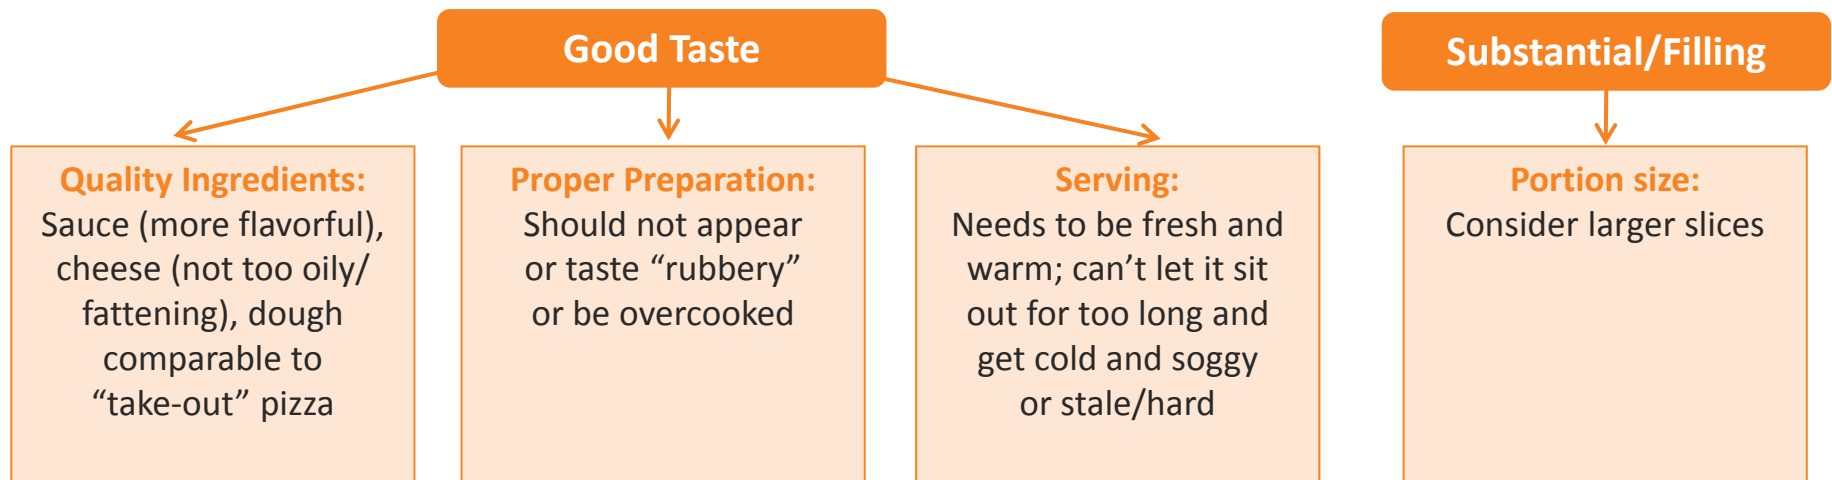 Good Taste
Substantial/Filling
Quality Ingredients:
Sauce (more flavorful),
cheese (not too oily/
fattening), dough
comparable to
“take-out” pizza
Proper Preparation:
Should not appear
or taste “rubbery”
or be overcooked
Serving:
Needs to be fresh and
warm; can’t let it sit
out for too long and
get cold and soggy
or stale/hard
Portion size:
Consider larger slices